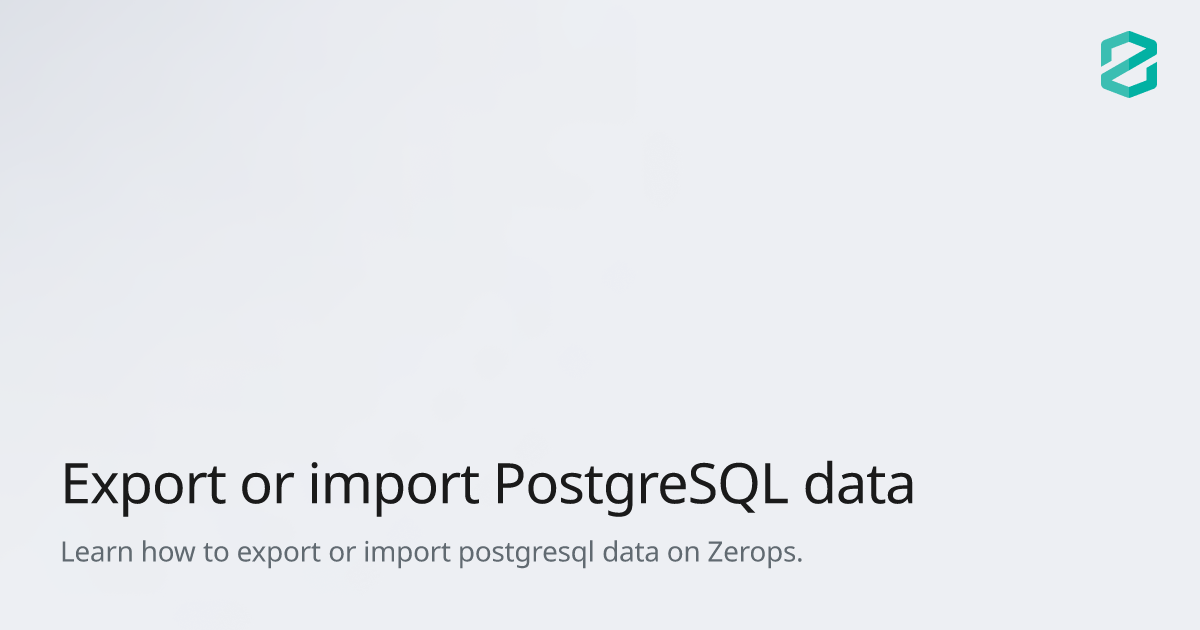 Export or import PostgreSQL data
Learn how to export or import postgresql data on Zerops.